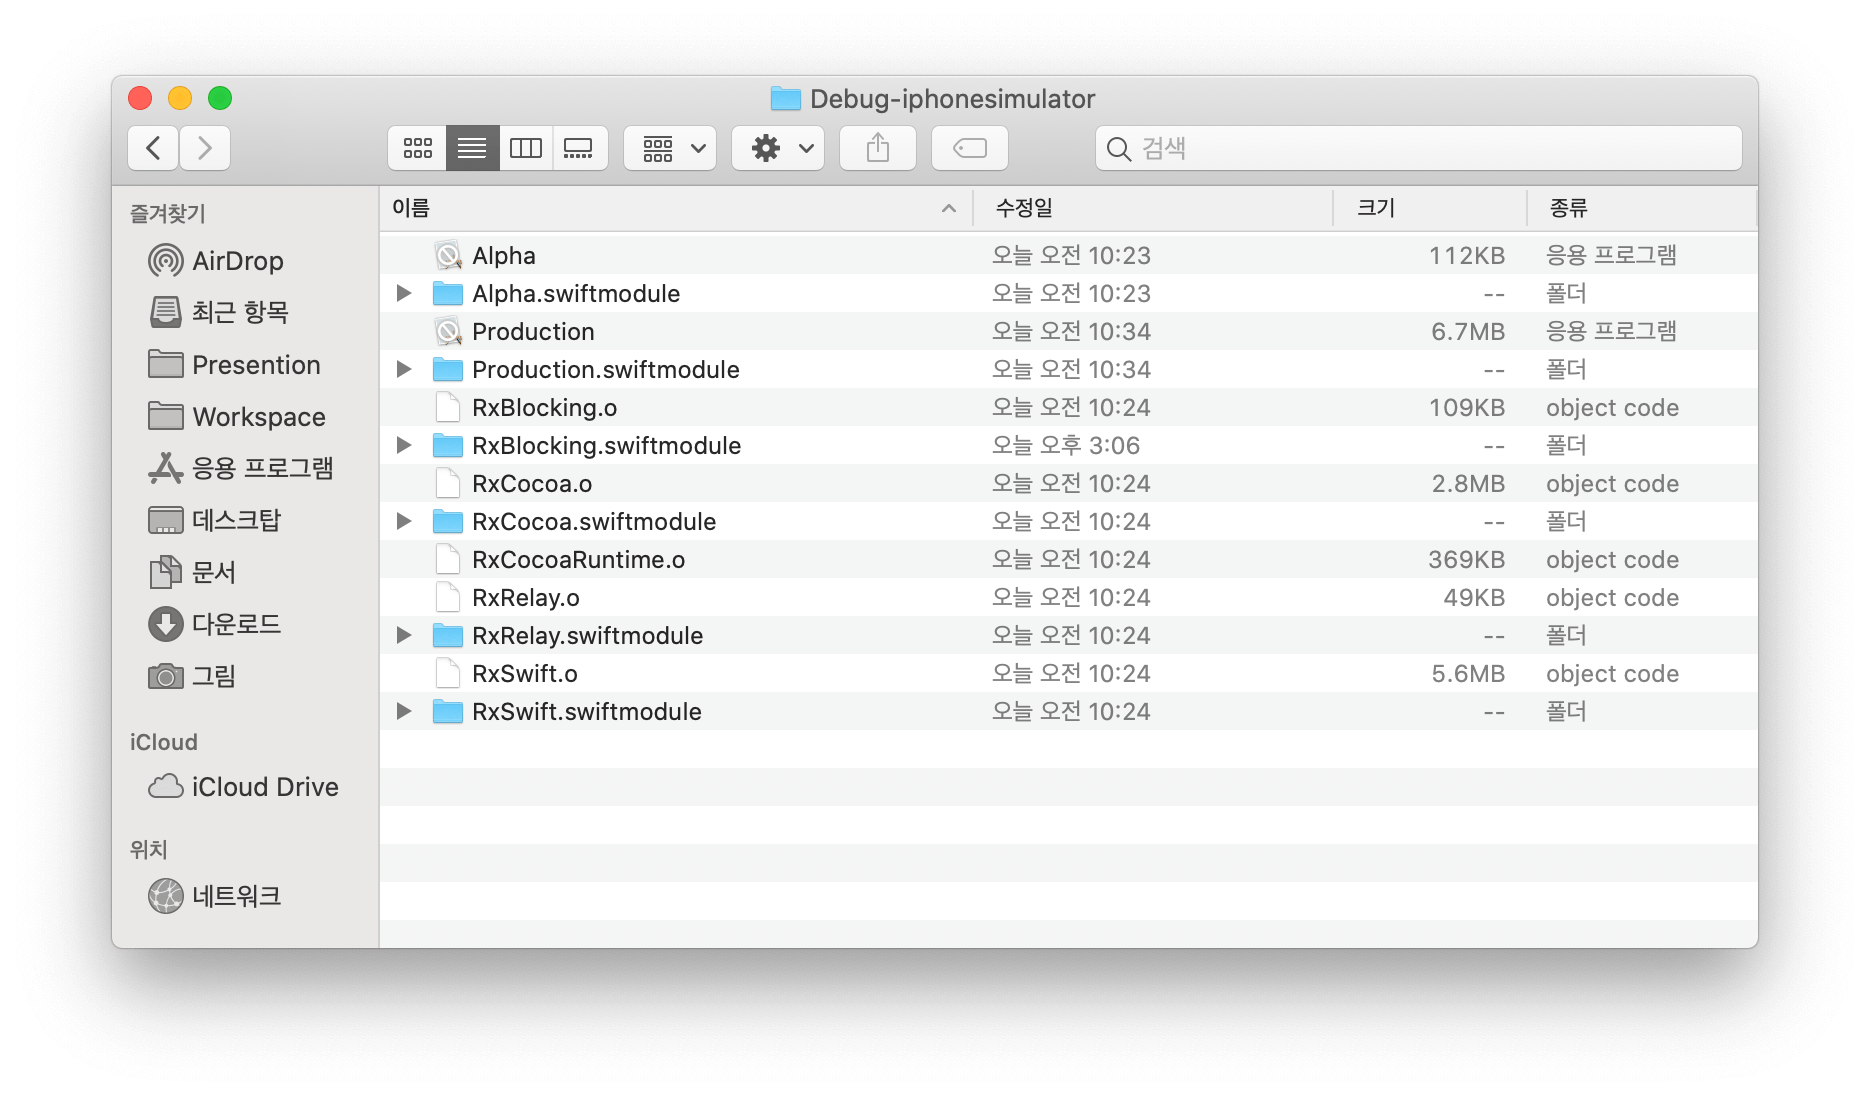 Debug-iphonesimulator
검색
즐겨찾기
AirDrop
최근 항목
Presention
Workspace
응용 프로그램
데스크탑
문서
다운로드
그림
iCloud
iCloud Drive
위치
네트워크
이름 수정일 크기 종류
Alpha 오늘 오전 10:23 112KB 응용 프로그램
Alpha.swiftmodule 오늘 오전 10:23 -- 폴더
Production 오늘 오전 10:34 6.7MB 응용 프로그램
Production.swiftmodule 오늘 오전 10:34 -- 폴더
RxBlocking.o 오늘 오전 10:24 109KB object code
RxBlocking.swiftmodule 오늘 오후 3:06 -- 폴더
RxCocoa.o 오늘 오전 10:24 2.8MB object code
RxCocoa.swiftmodule 오늘 오전 10:24 -- 폴더
RxCocoaRuntime.o 오늘 오전 10:24 369KB object code
RxRelay.o 오늘 오전 10:24 49KB object code
RxRelay.swiftmodule 오늘 오전 10:24 -- 폴더
RxSwift.o 오늘 오전 10:24 5.6MB object code
RxSwift.swiftmodule 오늘 오전 10:24 -- 폴더